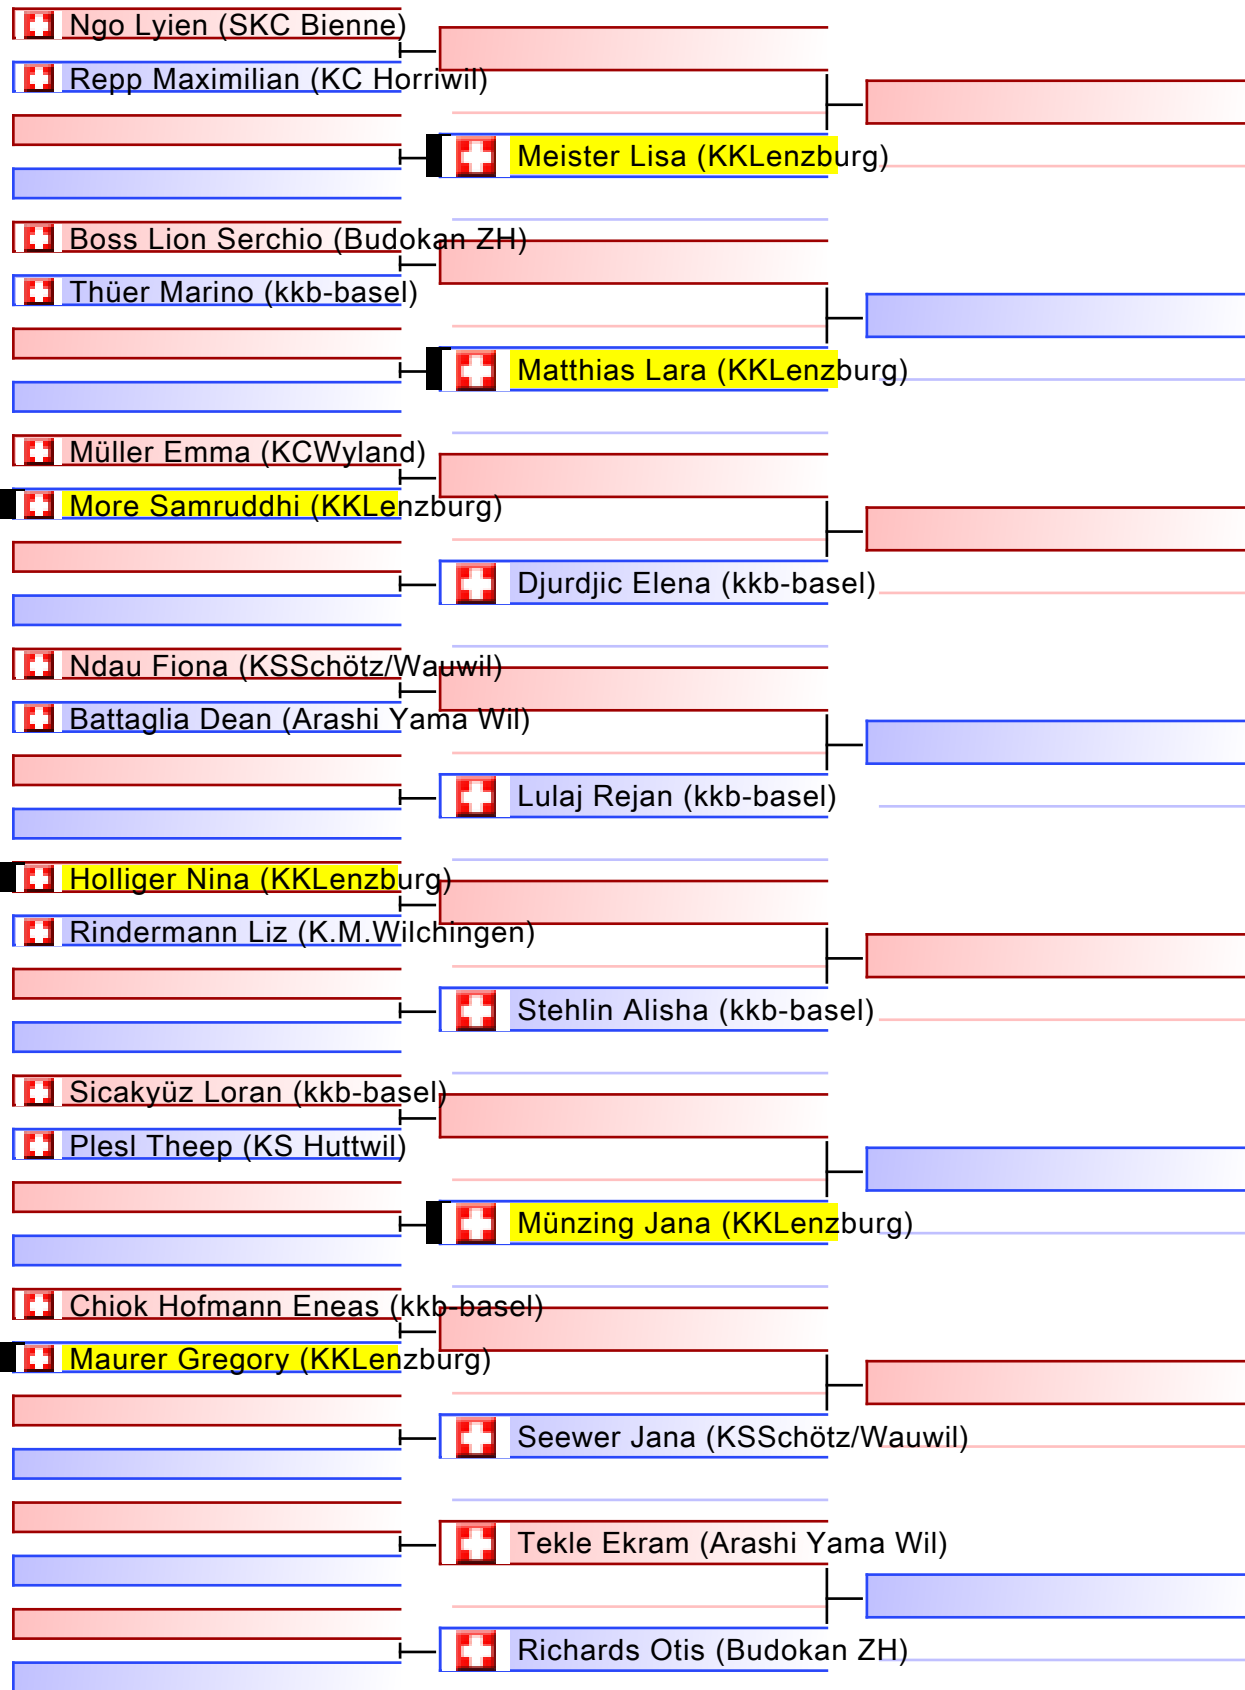 Ngo Lyien (SKC Bienne)
Repp Maximilian (KC Horriwil)
Meister Lisa (KKLenzburg)
Boss Lion Serchio (Budokan ZH)
Thüer Marino (kkb-basel)
Matthias Lara (KKLenzburg)
Müller Emma (KCWyland)
More Samruddhi (KKLenzburg)
Djurdjic Elena (kkb-basel)
Ndau Fiona (KSSchötz/Wauwil)
Battaglia Dean (Arashi Yama Wil)
Lulaj Rejan (kkb-basel)
Holliger Nina (KKLenzburg)
Rindermann Liz (K.M.Wilchingen)
Stehlin Alisha (kkb-basel)
Sicakyüz Loran (kkb-basel)
Plesl Theep (KS Huttwil)
Münzing Jana (KKLenzburg)
Chiok Hofmann Eneas (kkb-basel)
Maurer Gregory (KKLenzburg)
Seewer Jana (KSSchötz/Wauwil)
Tekle Ekram (Arashi Yama Wil)
Richards Otis (Budokan ZH)